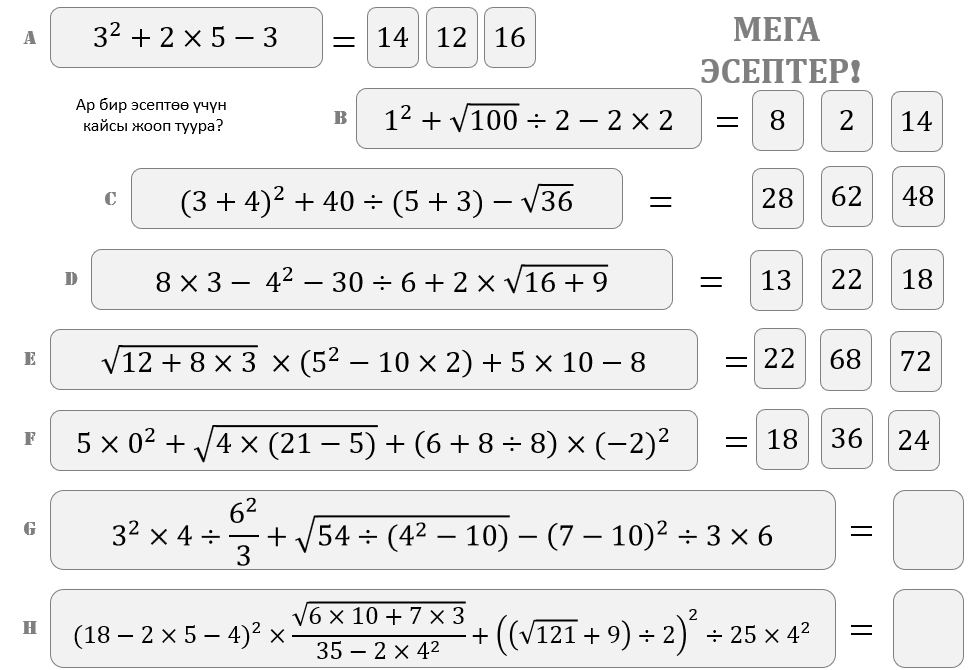 МЕГА
ЭСЕПТЕР!
A 3² + 2 × 5 − 3 = 14 12 16
Ар бир эсептөө үчүн
кайсы жооп туура?
B 1² + √100 ÷ 2 − 2 × 2 = 8 2 14
C (3 + 4)² + 40 ÷ (5 + 3) − √36 = 28 62 48
D 8 × 3 − 4² − 30 ÷ 6 + 2 × √(16 + 9) = 13 22 18
E √(12 + 8 × 3) × (5² − 10 × 2) + 5 × 10 − 8 = 22 68 72
F 5 × 0² + √(4 × (21 − 5)) + (6 + 8 ÷ 8) × (−2)² = 18 36 24
G 3² × 4 ÷ 6²/3 + √(54 ÷ (4² − 10)) − (7 − 10)² ÷ 3 × 6 =
H (18 − 2 × 5 − 4)² × √(6 × 10 + 7 × 3)/(35 − 2 × 4²) + ((√121 + 9) ÷ 2)² ÷ 25 × 4² =